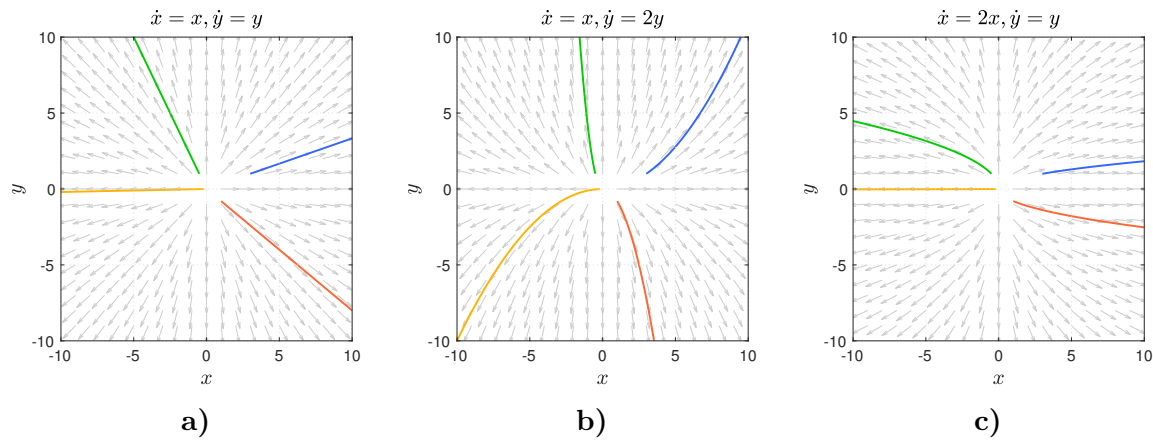 ẋ = x, ẏ = y
10
5
0
-5
-10
-10 -5 0 5 10
y
x
a)
ẋ = x, ẏ = 2y
10
5
0
-5
-10
-10 -5 0 5 10
y
x
b)
ẋ = 2x, ẏ = y
10
5
0
-5
-10
-10 -5 0 5 10
y
x
c)